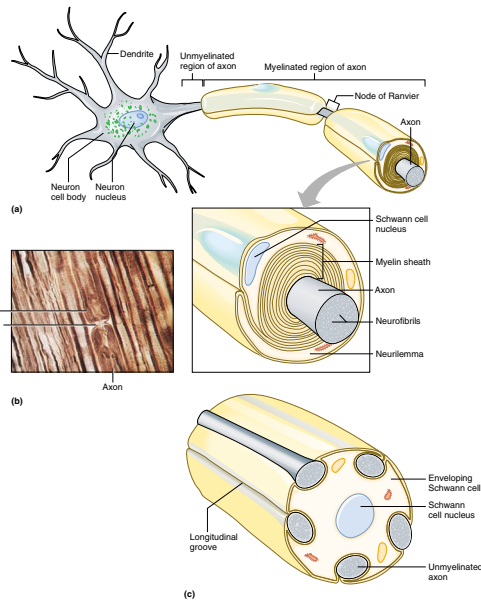 Dendrite
Unmyelinated
region of axon
Myelinated region of axon
Node of Ranvier
Axon
Neuron
cell body
Neuron
nucleus
(a)
Schwann cell
nucleus
Myelin sheath
Axon
Neurofibrils
Neurilemma
Axon
(b)
Enveloping
Schwann cell
Schwann
cell nucleus
Longitudinal
groove
Unmyelinated
axon
(c)